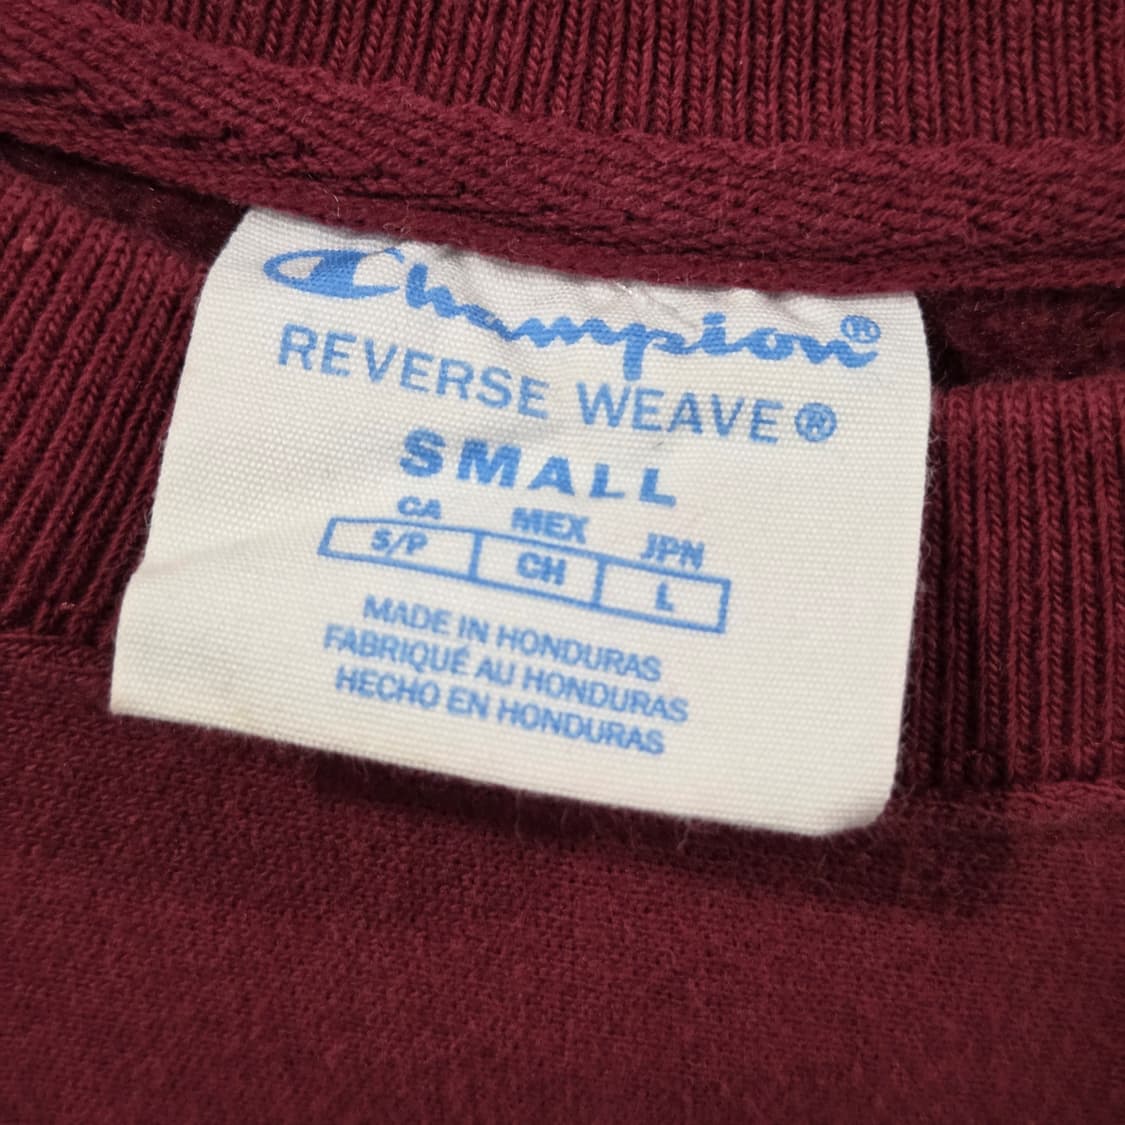 Champion®
REVERSE WEAVE®
SMALL
CA MEX JPN
S/P CH L
MADE IN HONDURAS
FABRIQUÉ AU HONDURAS
HECHO EN HONDURAS